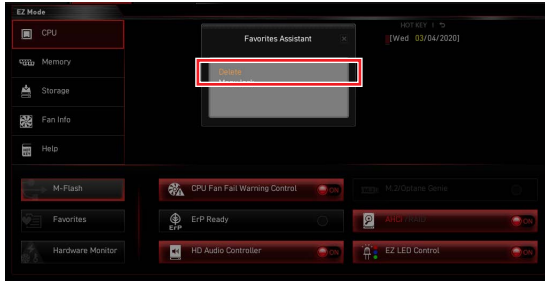 EZ Mode
HOT KEY
CPU
Favorites Assistant
[Wed 03/04/2020]
Memory
Delete
Storage
Fan Info
Help
M-Flash
CPU Fan Fail Warning Control
ON
M.2/Optane Genie
Favorites
ErP
ErP Ready
AHCI / RAID
ON
Hardware Monitor
HD Audio Controller
ON
EZ LED Control
ON